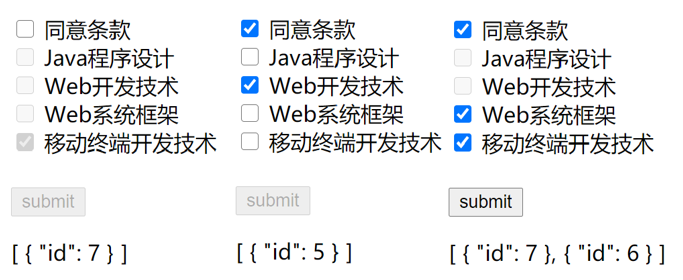 同意条款
Java程序设计
Web开发技术
Web系统框架
移动终端开发技术
submit
[ { "id": 7 } ]
同意条款
Java程序设计
Web开发技术
Web系统框架
移动终端开发技术
submit
[ { "id": 5 } ]
同意条款
Java程序设计
Web开发技术
Web系统框架
移动终端开发技术
submit
[ { "id": 7 }, { "id": 6 } ]